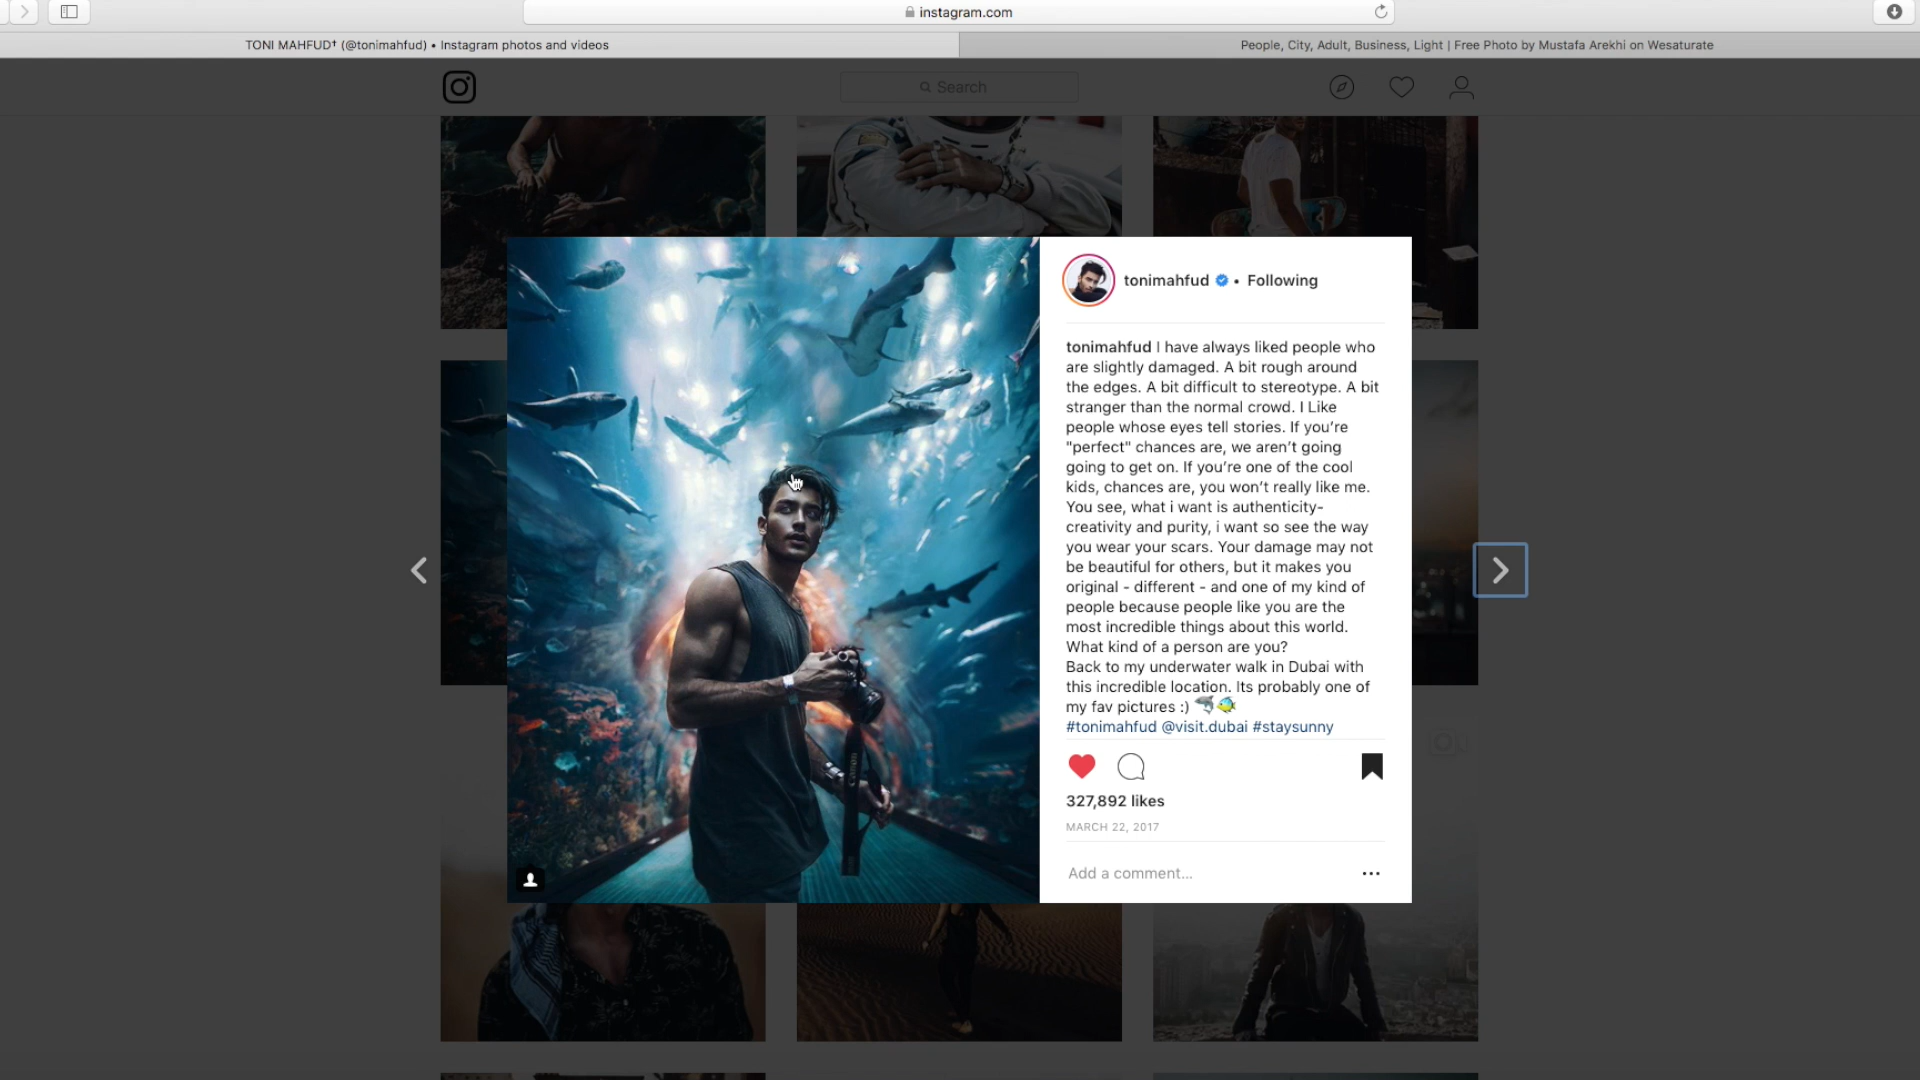 instagram.com
TONI MAHFUD† (@tonimahfud) • Instagram photos and videos
People, City, Adult, Business, Light | Free Photo by Mustafa Arekhi on Wesaturate
Search
tonimahfud • Following
tonimahfud I have always liked people who
are slightly damaged. A bit rough around
the edges. A bit difficult to stereotype. A bit
stranger than the normal crowd. I Like
people whose eyes tell stories. If you're
"perfect" chances are, we aren't going
going to get on. If you're one of the cool
kids, chances are, you won't really like me.
You see, what i want is authenticity-
creativity and purity, i want so see the way
you wear your scars. Your damage may not
be beautiful for others, but it makes you
original - different - and one of my kind of
people because people like you are the
most incredible things about this world.
What kind of a person are you?
Back to my underwater walk in Dubai with
this incredible location. Its probably one of
my fav pictures :) 🦈🐠
#tonimahfud @visit.dubai #staysunny
327,892 likes
MARCH 22, 2017
Add a comment...